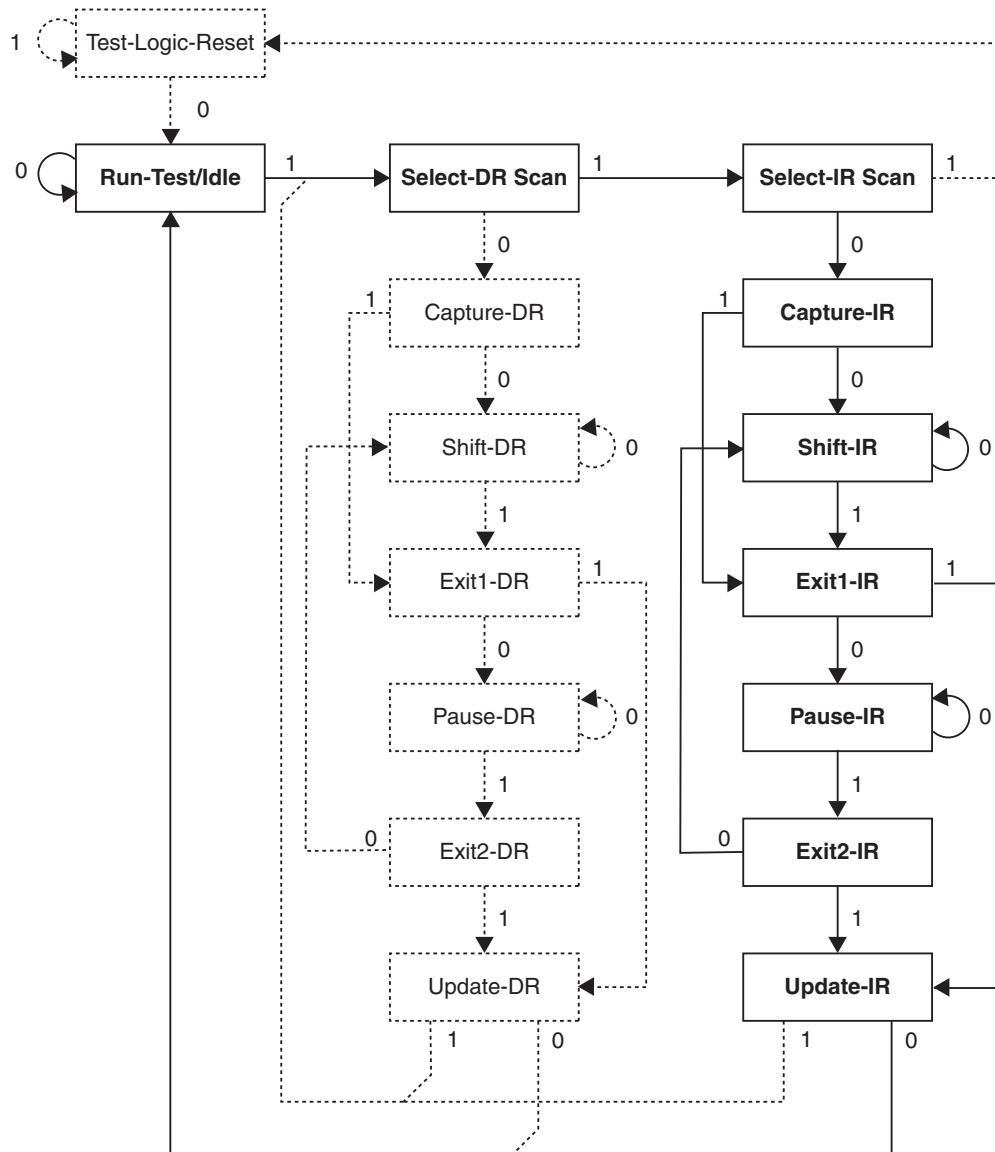 1
Test-Logic-Reset
0
0
Run-Test/Idle
1
Select-DR Scan
1
Select-IR Scan
1
0
0
1
Capture-DR
1
Capture-IR
0
0
Shift-DR
0
Shift-IR
0
1
1
Exit1-DR
1
Exit1-IR
1
0
0
Pause-DR
0
Pause-IR
0
1
1
0
Exit2-DR
0
Exit2-IR
1
1
Update-DR
Update-IR
1
0
1
0